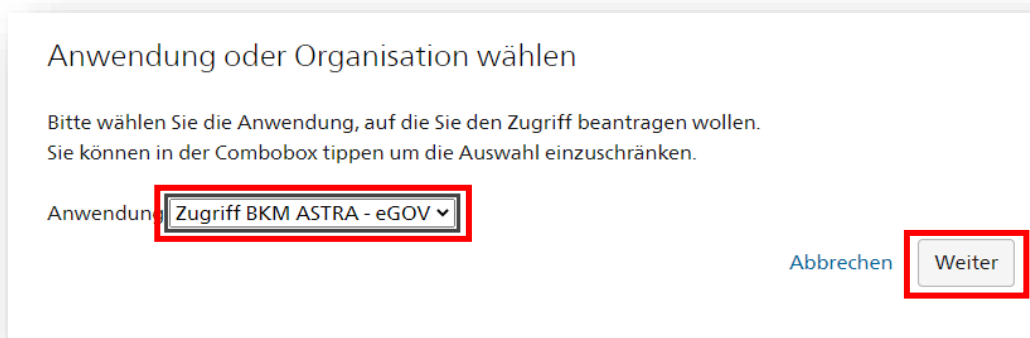 Anwendung oder Organisation wählen
Bitte wählen Sie die Anwendung, auf die Sie den Zugriff beantragen wollen.
Sie können in der Combobox tippen um die Auswahl einzuschränken.
Anwendung Zugriff BKM ASTRA - eGOV
Abbrechen Weiter